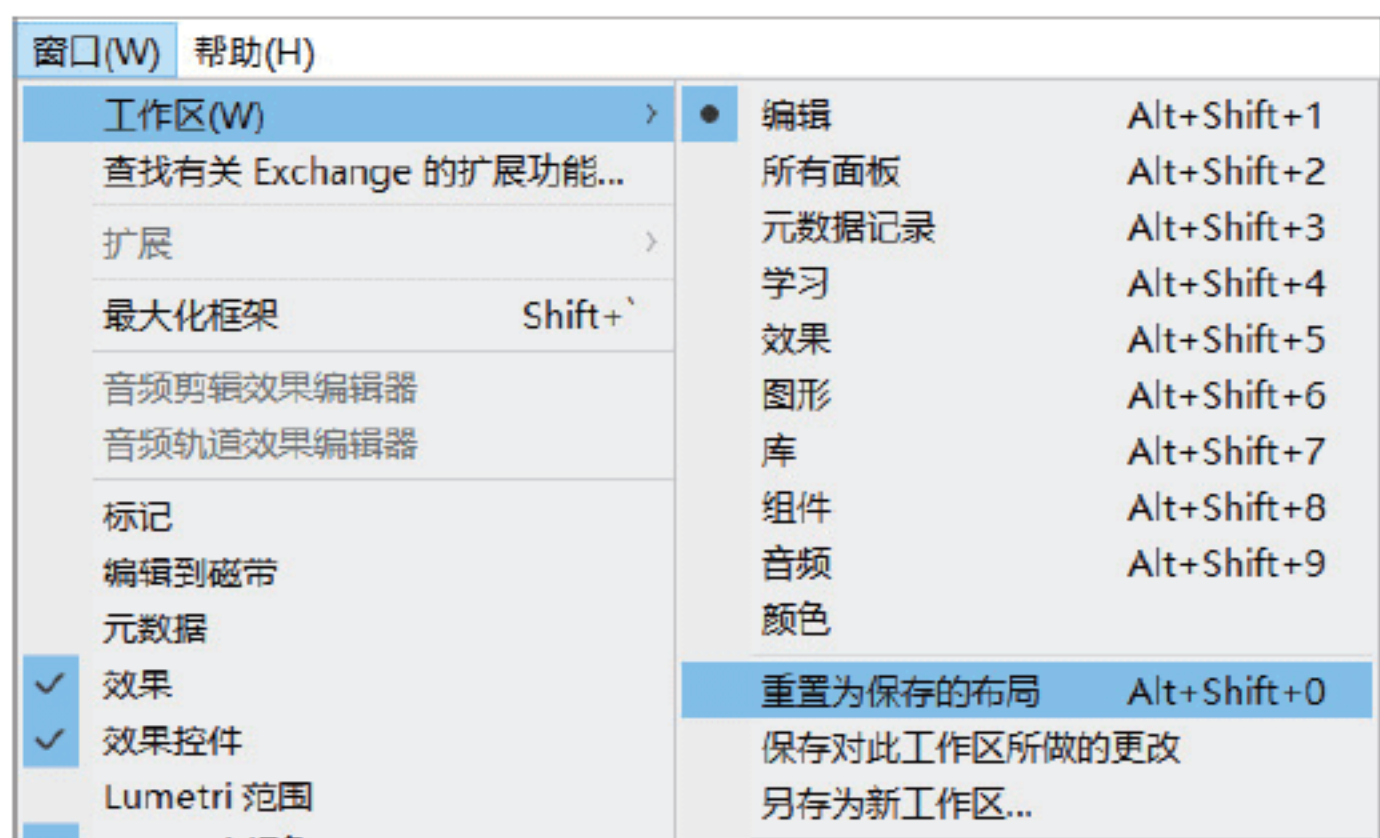 窗口(W) 帮助(H)
工作区(W)
查找有关 Exchange 的扩展功能...
扩展
最大化框架 Shift+`
音频剪辑效果编辑器
音频轨道效果编辑器
标记
编辑到磁带
元数据
效果
效果控件
Lumetri 范围
编辑 Alt+Shift+1
所有面板 Alt+Shift+2
元数据记录 Alt+Shift+3
学习 Alt+Shift+4
效果 Alt+Shift+5
图形 Alt+Shift+6
库 Alt+Shift+7
组件 Alt+Shift+8
音频 Alt+Shift+9
颜色
重置为保存的布局 Alt+Shift+0
保存对此工作区所做的更改
另存为新工作区...